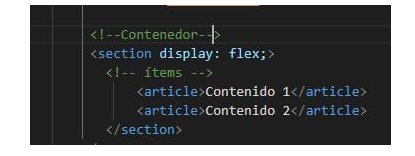 <!--Contenedor-->
<section display: flex;>
<!-- ítems -->
<article>Contenido 1</article>
<article>Contenido 2</article>
</section>